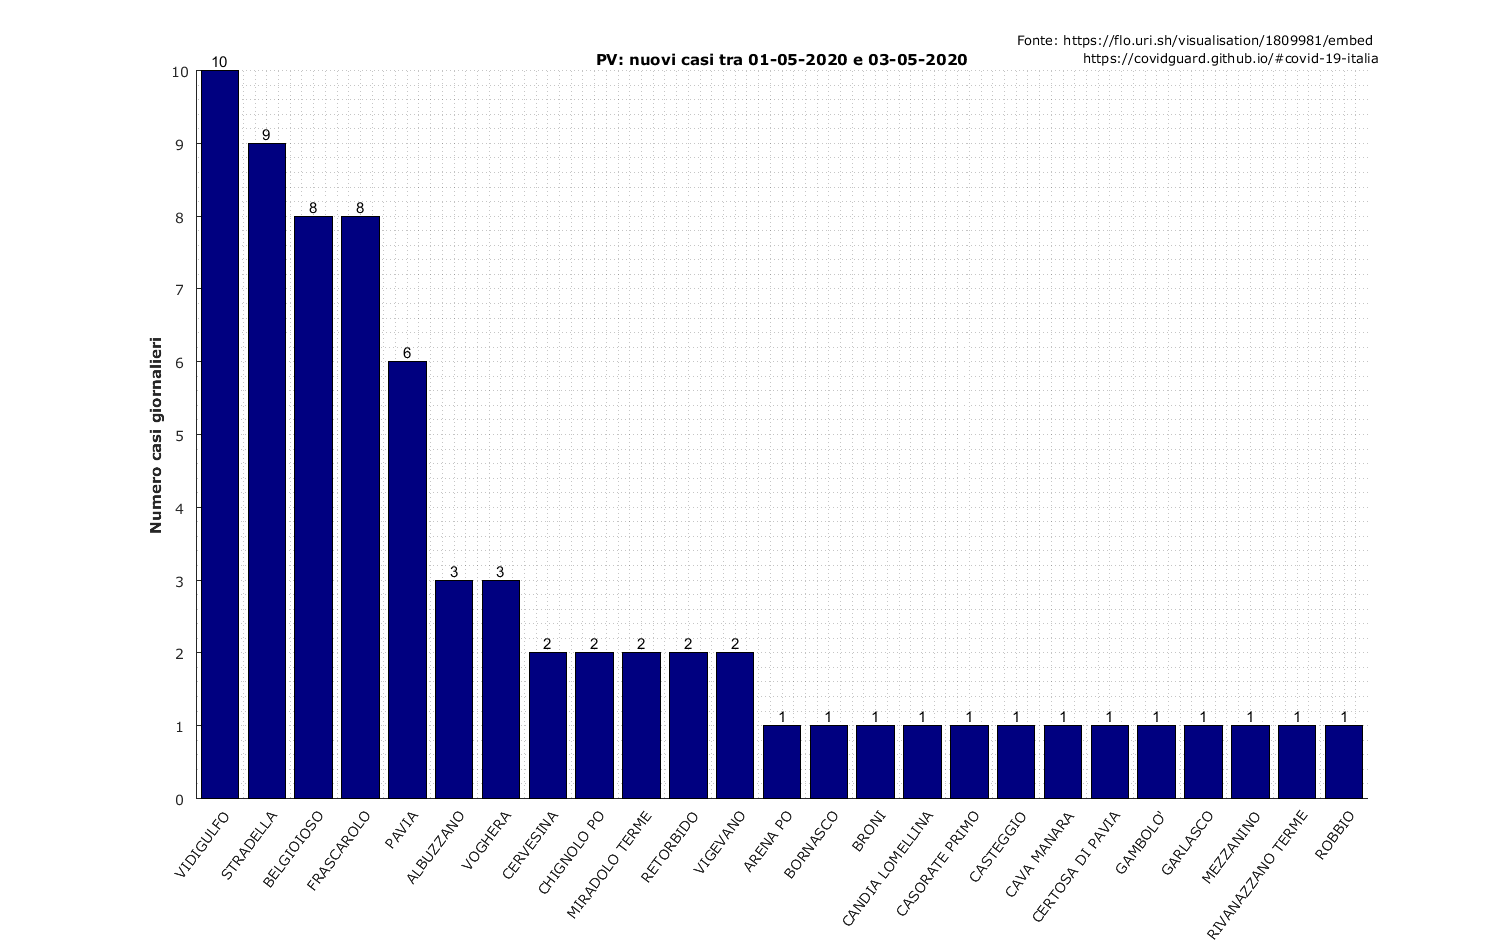 Fonte: https://flo.uri.sh/visualisation/1809981/embed
https://covidguard.github.io/#covid-19-italia
PV: nuovi casi tra 01-05-2020 e 03-05-2020
Numero casi giornalieri
10
9
8
7
6
5
4
3
2
1
0
10
9
8
8
6
3
3
2
2
2
2
2
1
1
1
1
1
1
1
1
1
1
1
1
1
VIDIGULFO
STRADELLA
BELGIOIOSO
FRASCAROLO
PAVIA
ALBUZZANO
VOGHERA
CERVESINA
CHIGNOLO PO
MIRADOLO TERME
RETORBIDO
VIGEVANO
ARENA PO
BORNASCO
BRONI
CANDIA LOMELLINA
CASORATE PRIMO
CASTEGGIO
CAVA MANARA
CERTOSA DI PAVIA
GAMBOLO'
GARLASCO
MEZZANINO
RIVANAZZANO TERME
ROBBIO